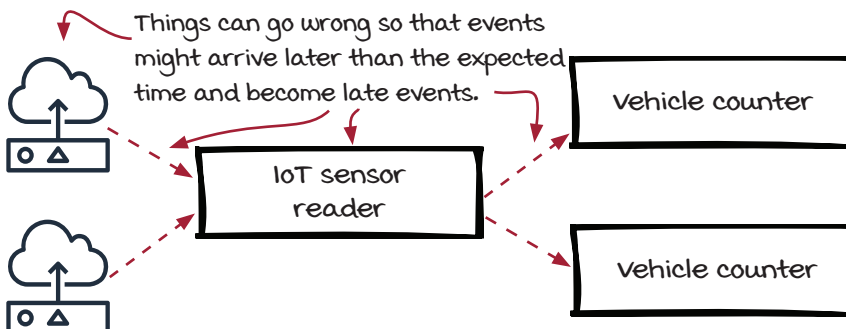 Things can go wrong so that events
might arrive later than the expected
time and become late events.
Vehicle counter
IoT sensor
reader
Vehicle counter